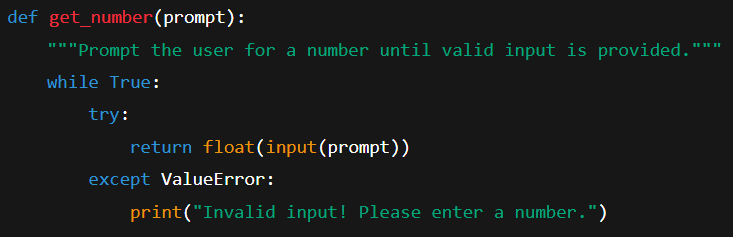 def get_number(prompt):
    """Prompt the user for a number until valid input is provided."""
    while True:
        try:
            return float(input(prompt))
        except ValueError:
            print("Invalid input! Please enter a number.")